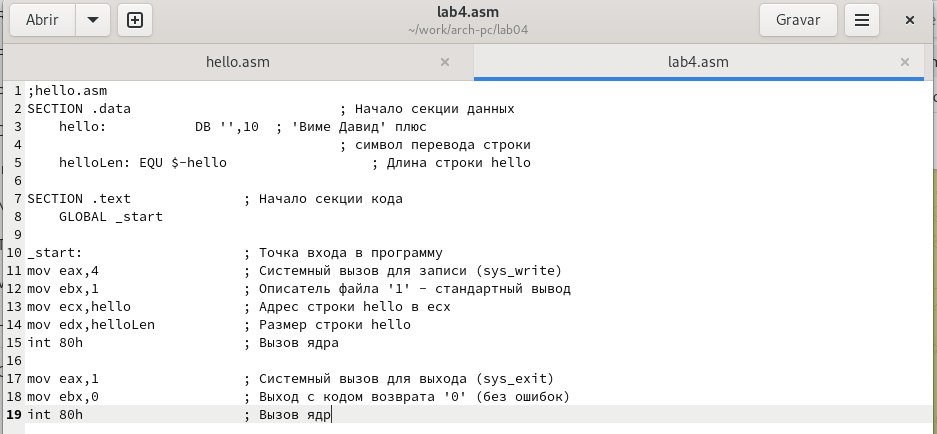 Abrir
lab4.asm
~/work/arch-pc/lab04
Gravar
hello.asm
lab4.asm
1 ;hello.asm
2 SECTION .data ; Начало секции данных
3 hello: DB '',10 ; 'Виме Давид' плюс
4 ; символ перевода строки
5 helloLen: EQU $-hello ; Длина строки hello
6
7 SECTION .text ; Начало секции кода
8 GLOBAL _start
9
10 _start: ; Точка входа в программу
11 mov eax,4 ; Системный вызов для записи (sys_write)
12 mov ebx,1 ; Описатель файла '1' - стандартный вывод
13 mov ecx,hello ; Адрес строки hello в ecx
14 mov edx,helloLen ; Размер строки hello
15 int 80h ; Вызов ядра
16
17 mov eax,1 ; Системный вызов для выхода (sys_exit)
18 mov ebx,0 ; Выход с кодом возврата '0' (без ошибок)
19 int 80h ; Вызов ядр